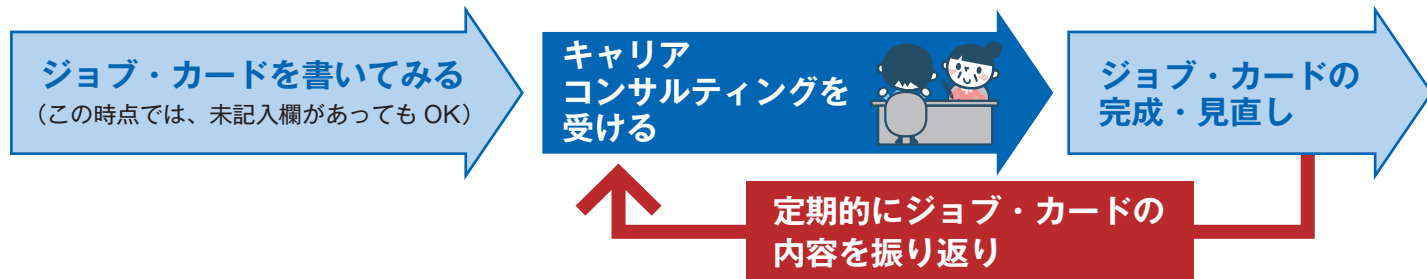 ジョブ・カードを書いてみる
（この時点では、未記入欄があっても OK）
キャリア
コンサルティングを
受ける
ジョブ・カードの
完成・見直し
定期的にジョブ・カードの
内容を振り返り